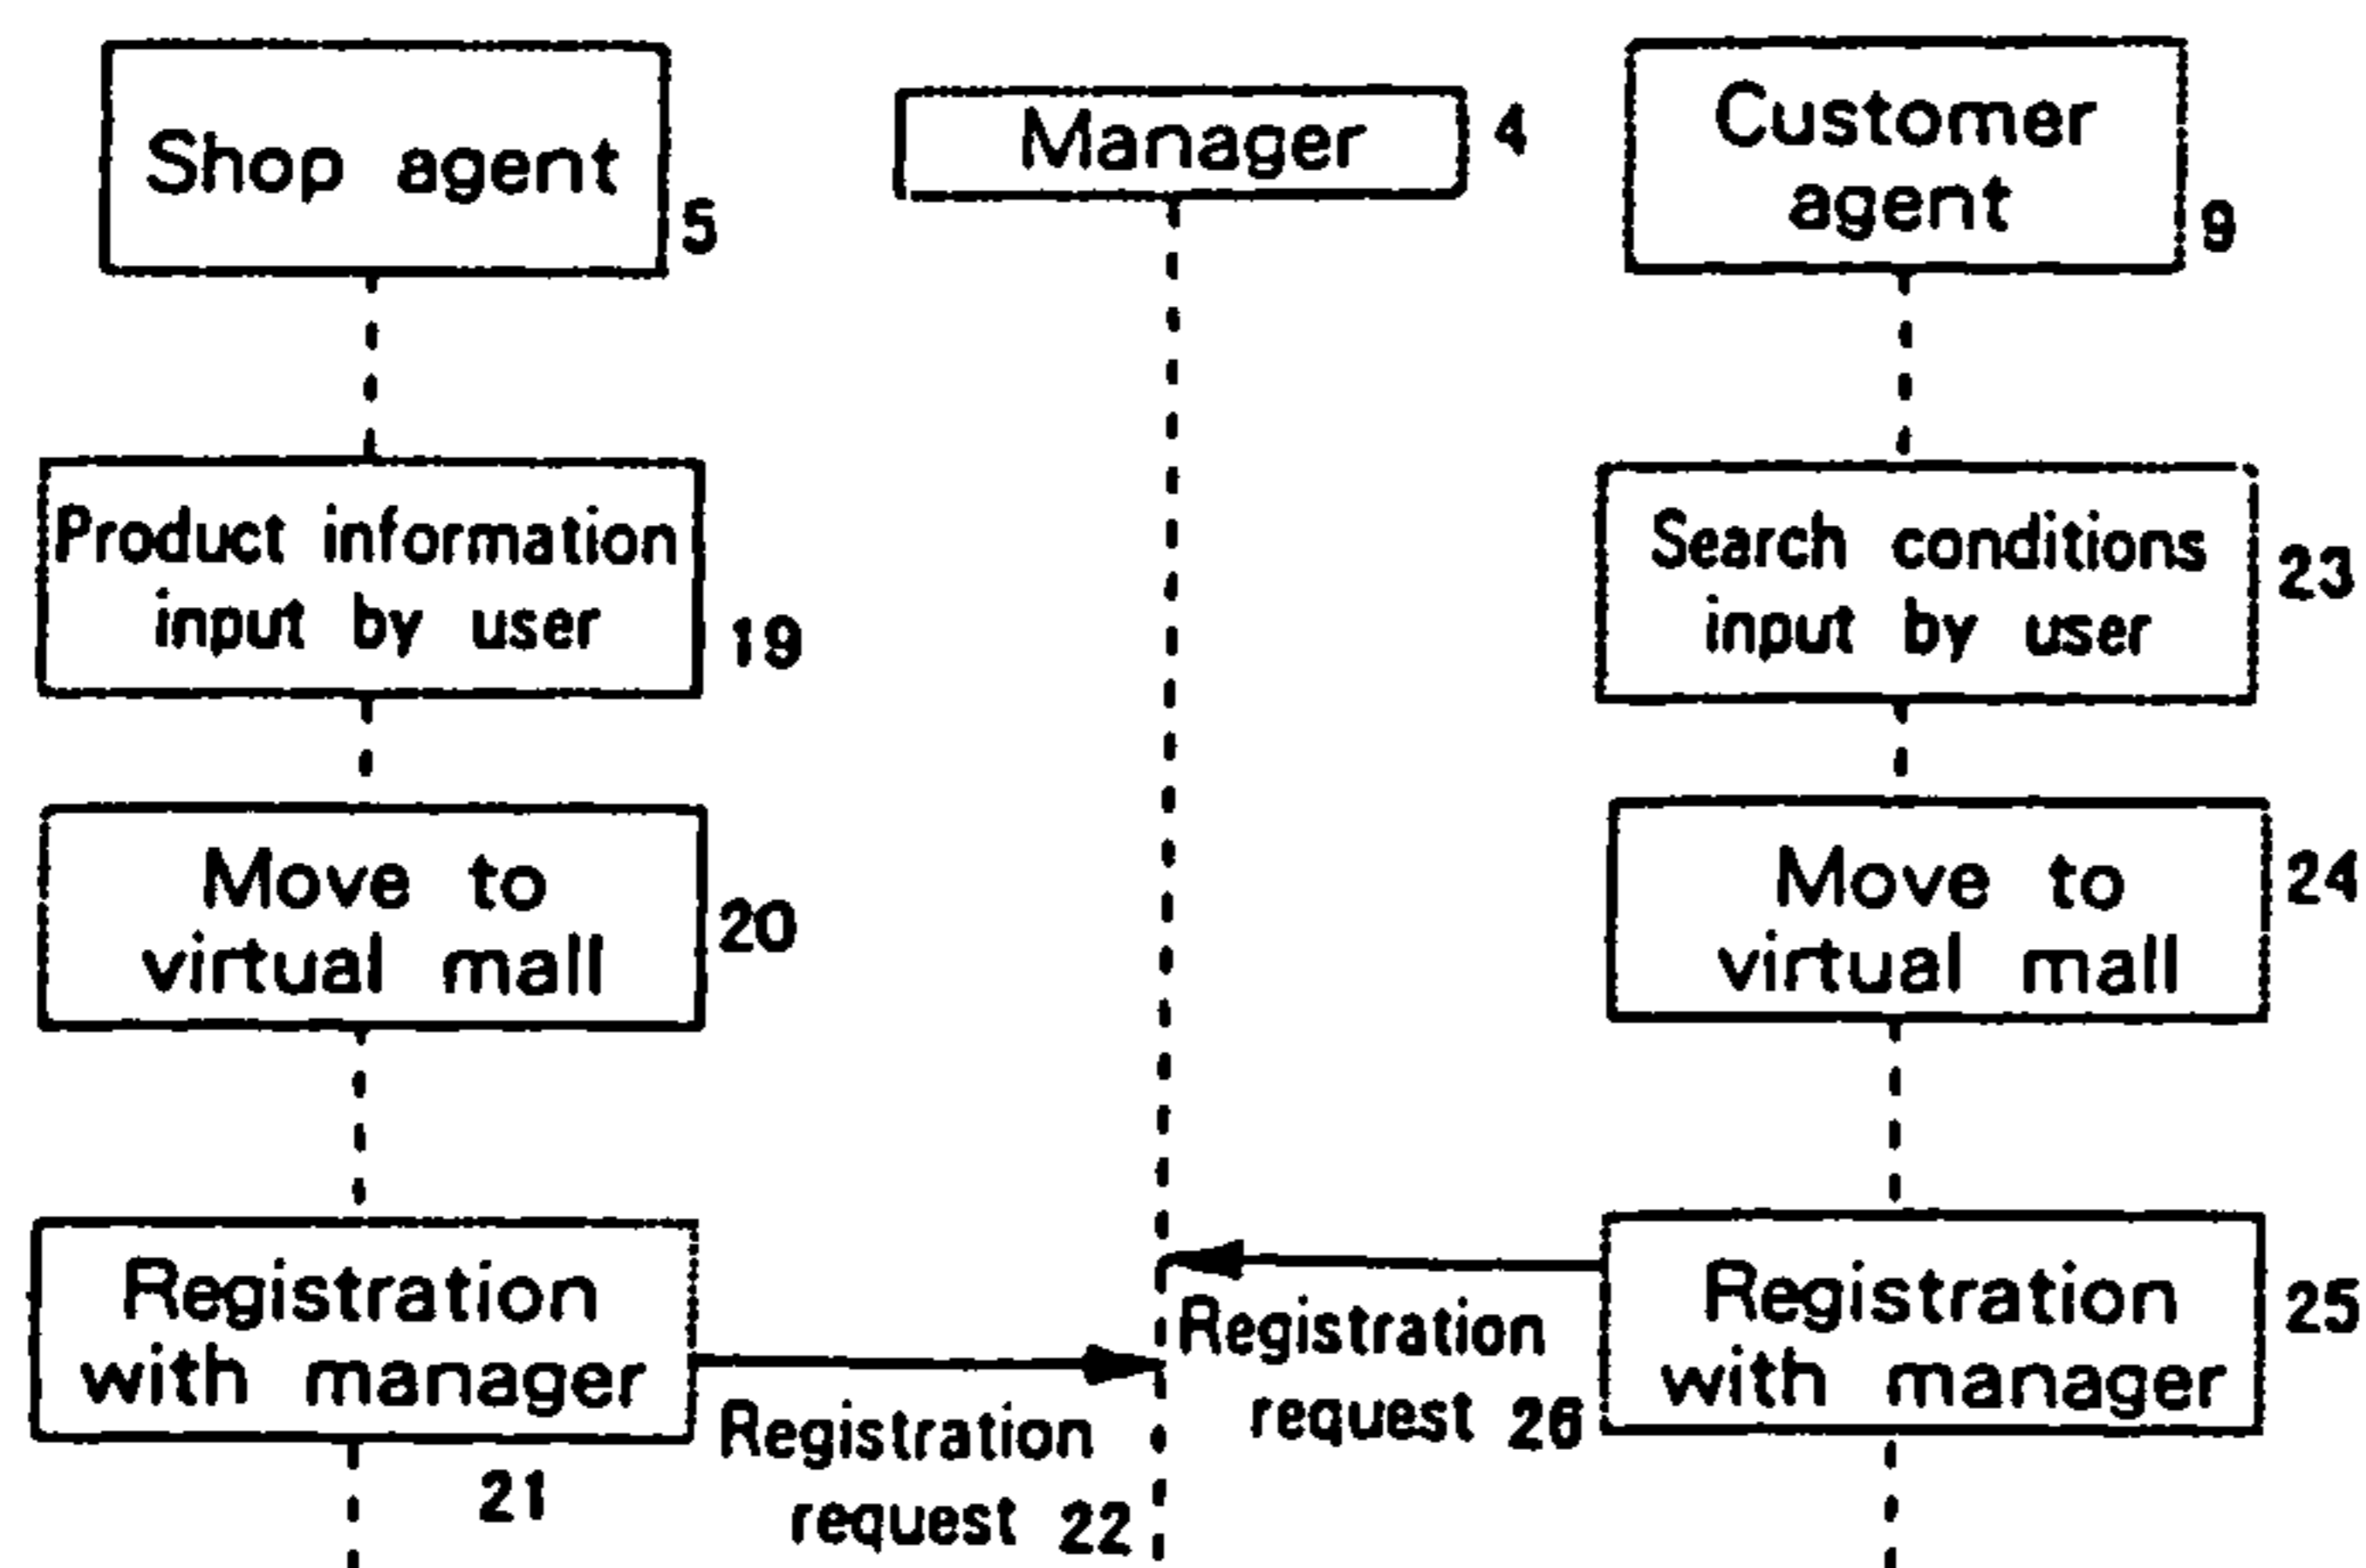 Shop agent
5
Manager
4
Customer
agent
9
Product information
input by user
19
Search conditions
input by user
23
Move to
virtual mall
20
Move to
virtual mall
24
Registration
with manager
21
Registration
request 22
Registration
request 26
Registration
with manager
25